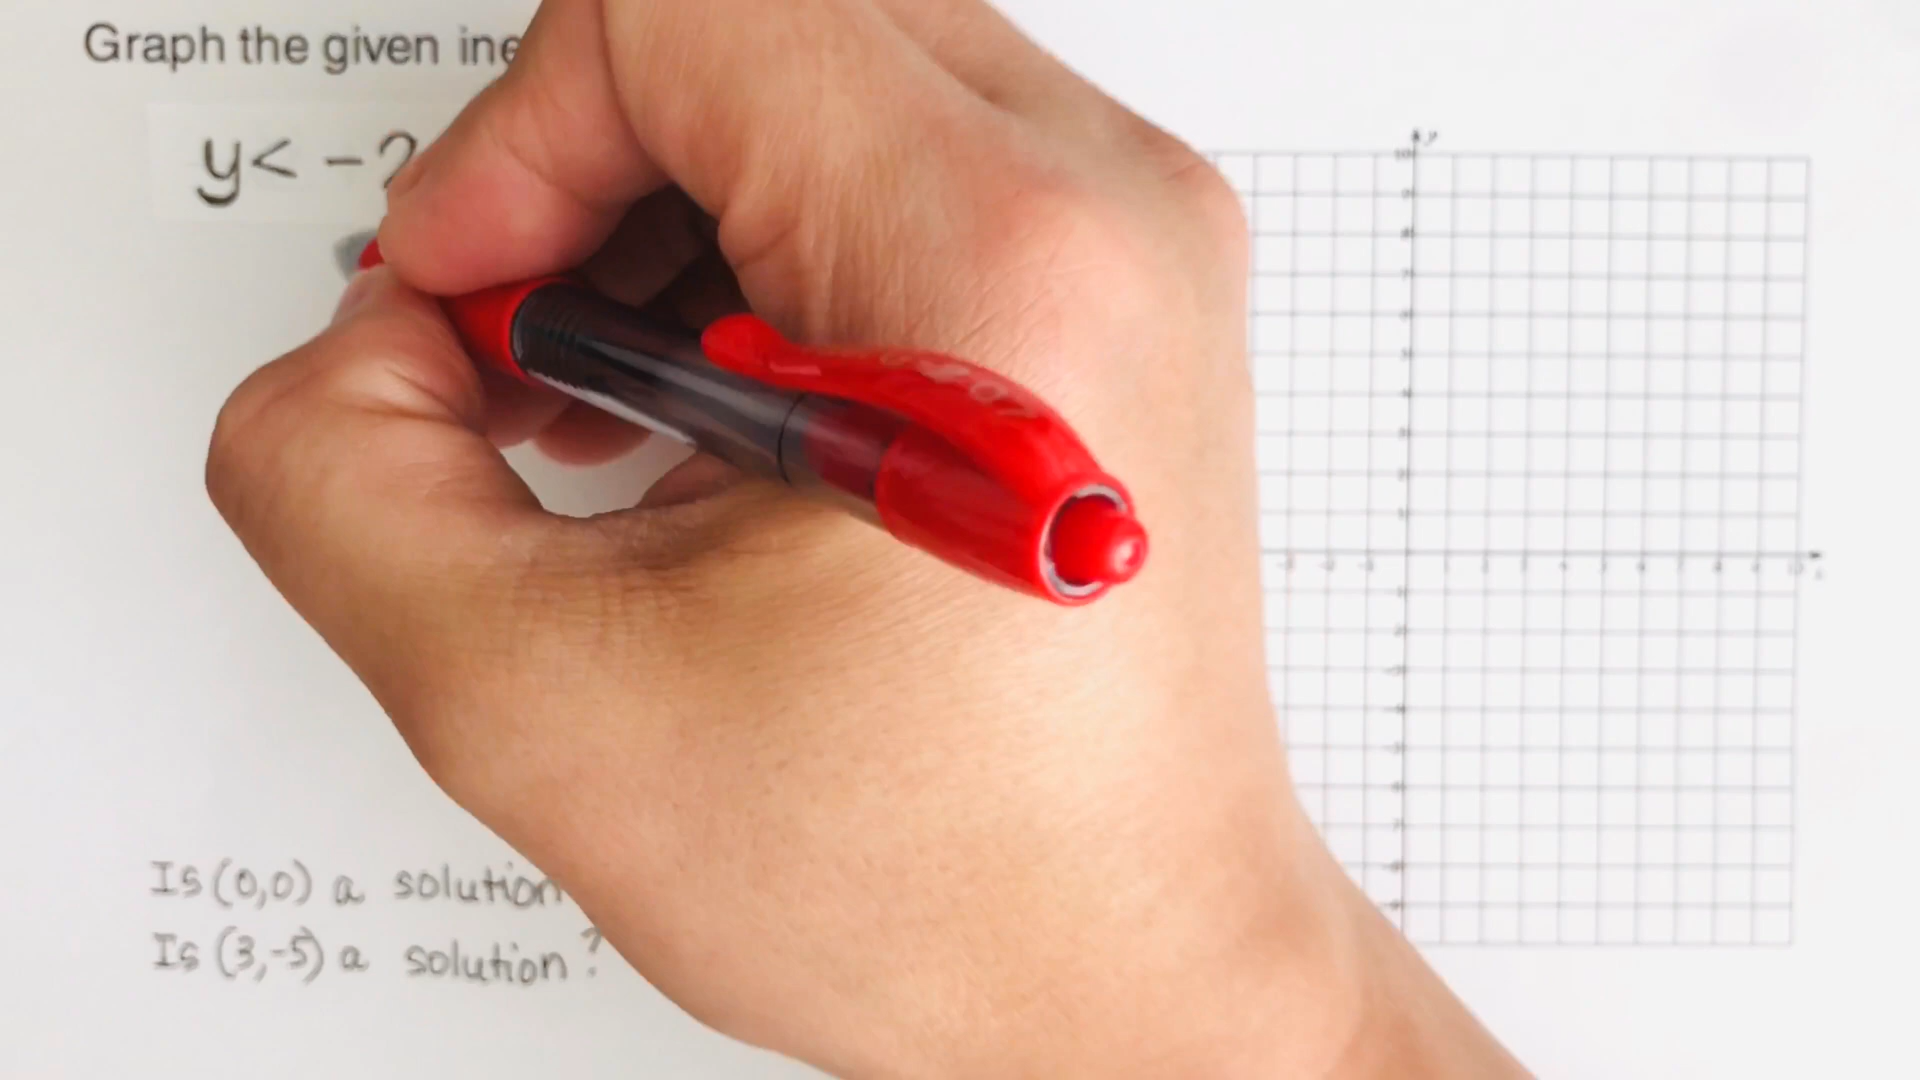 Graph the given ine
y< -2
Is (0,0) a solution
Is (3,-5) a solution?